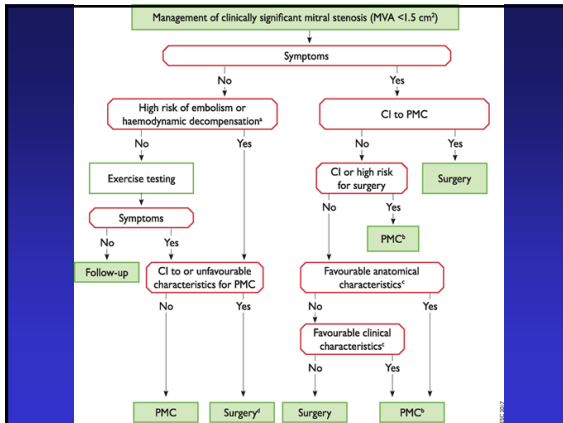 Management of clinically significant mitral stenosis (MVA <1.5 cm²)
Symptoms
No
Yes
High risk of embolism or
haemodynamic decompensationᵃ
CI to PMC
No
Yes
No
Yes
Exercise testing
CI or high risk
for surgery
Surgery
Symptoms
No
Yes
No
Yes
PMCᵇ
Follow-up
CI to or unfavourable
characteristics for PMC
Favourable anatomical
characteristicsᶜ
No
Yes
No
Yes
Favourable clinical
characteristicsᶜ
No
Yes
PMC
Surgeryᵈ
Surgery
PMCᵇ